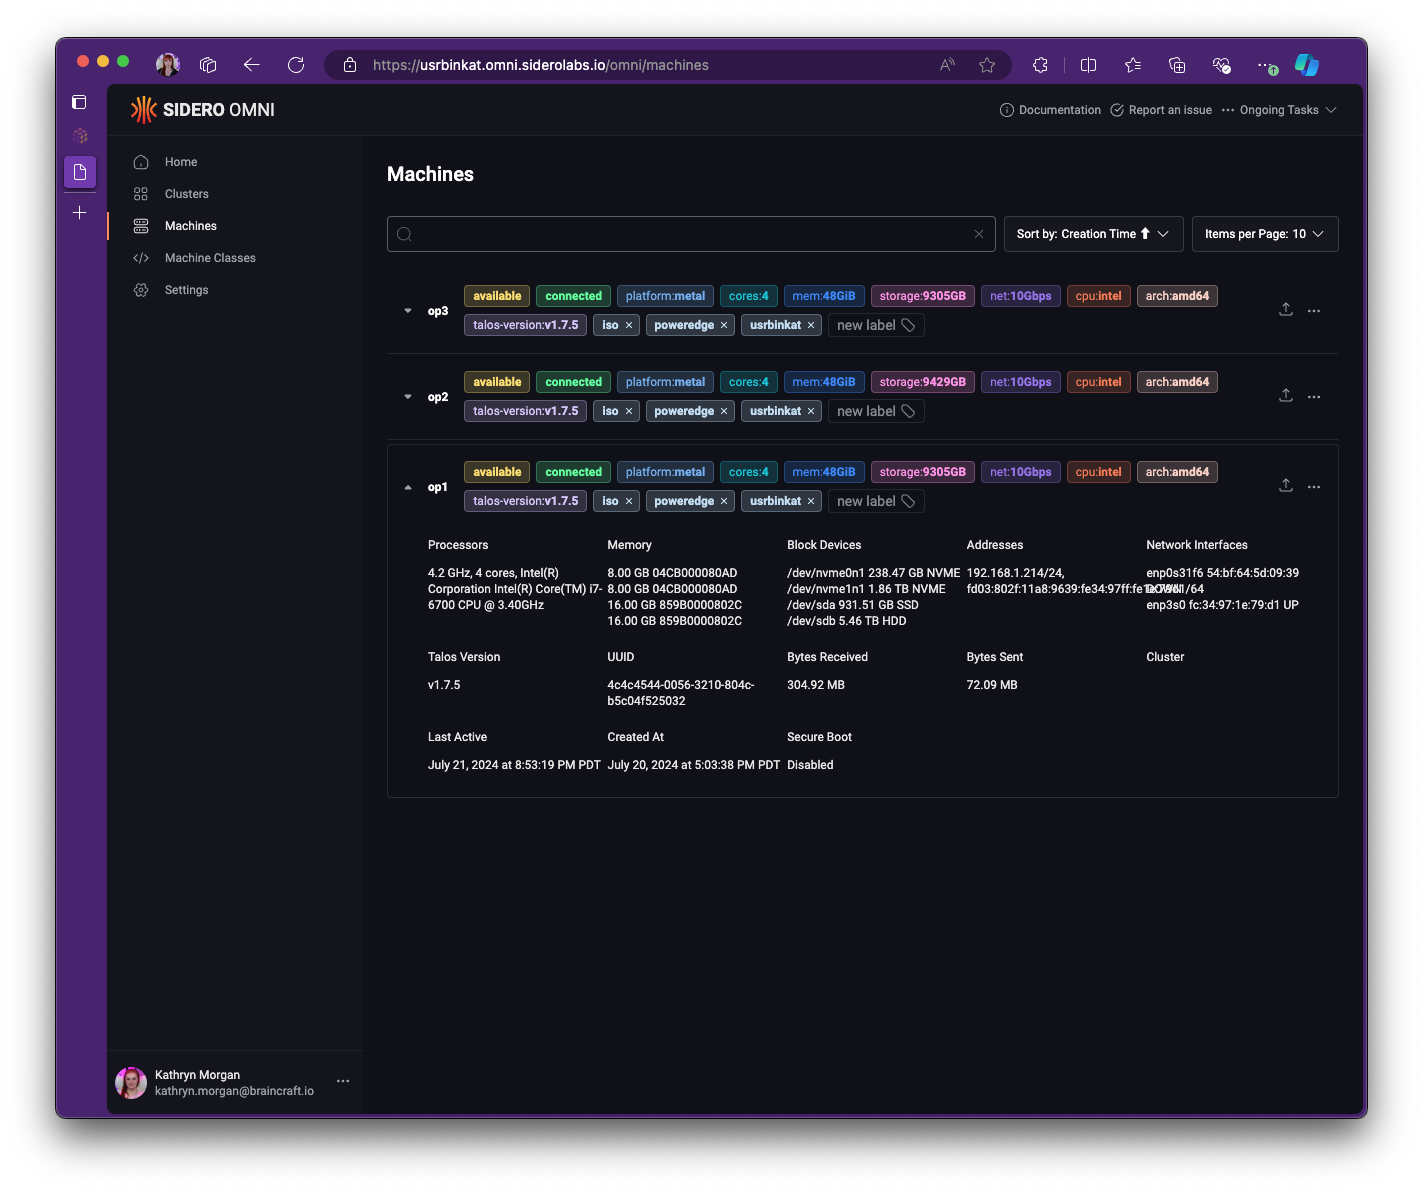 https://usrbinkat.omni.siderolabs.io/omni/machines
SIDERO OMNI
Documentation Report an issue Ongoing Tasks
Home
Clusters
Machines
Machine Classes
Settings
Machines
Sort by: Creation Time
Items per Page: 10
op3
available connected platform:metal cores:4 mem:48GiB storage:9305GB net:10Gbps cpu:intel arch:amd64
talos-version:v1.7.5 iso × poweredge × usrbinkat × new label
op2
available connected platform:metal cores:4 mem:48GiB storage:9429GB net:10Gbps cpu:intel arch:amd64
talos-version:v1.7.5 iso × poweredge × usrbinkat × new label
op1
available connected platform:metal cores:4 mem:48GiB storage:9305GB net:10Gbps cpu:intel arch:amd64
talos-version:v1.7.5 iso × poweredge × usrbinkat × new label
Processors
4.2 GHz, 4 cores, Intel(R)
Corporation Intel(R) Core(TM) i7-
6700 CPU @ 3.40GHz
Memory
8.00 GB 04CB000080AD
8.00 GB 04CB000080AD
16.00 GB 859B0000802C
16.00 GB 859B0000802C
Block Devices
/dev/nvme0n1 238.47 GB NVME
/dev/nvme1n1 1.86 TB NVME
/dev/sda 931.51 GB SSD
/dev/sdb 5.46 TB HDD
Addresses
192.168.1.214/24,
Network Interfaces
enp0s31f6 54:bf:64:5d:09:39
DOWN
enp3s0 fc:34:97:1e:79:d1 UP
Talos Version
v1.7.5
UUID
4c4c4544-0056-3210-804c-
b5c04f525032
Bytes Received
304.92 MB
Bytes Sent
72.09 MB
Cluster
Last Active
July 21, 2024 at 8:53:19 PM PDT
Created At
July 20, 2024 at 5:03:38 PM PDT
Secure Boot
Disabled
Kathryn Morgan
kathryn.morgan@braincraft.io